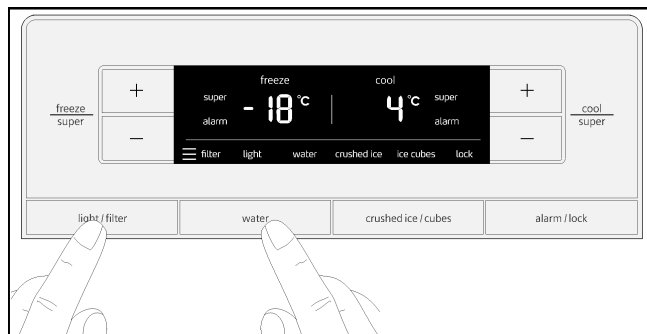 freeze
super
+
−
freeze cool
super - 18 °C 4 °C super
alarm alarm
filter light water crushed ice ice cubes lock
+
−
cool
super
light / filter water crushed ice / cubes alarm / lock